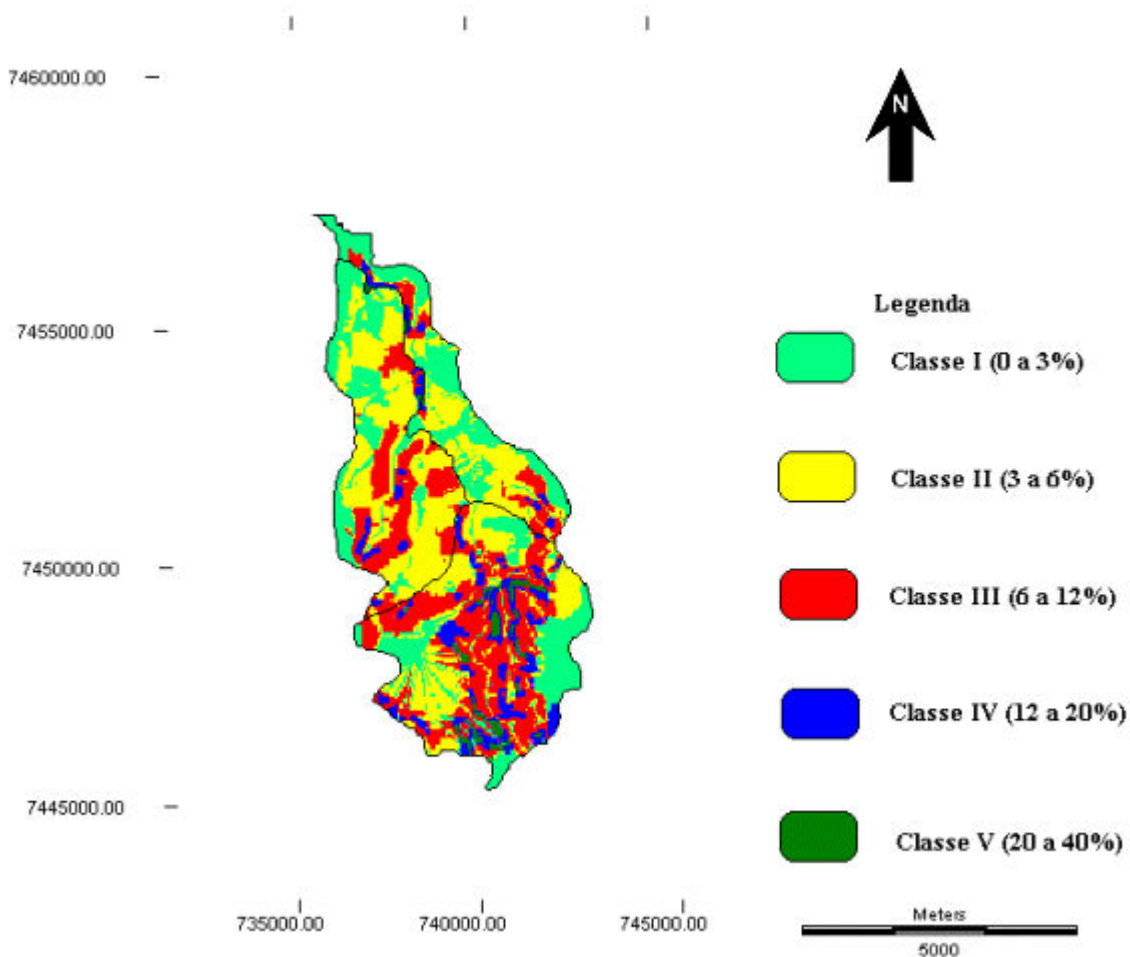 7460000.00
N
7455000.00
Legenda
Classe I (0 a 3%)
Classe II (3 a 6%)
7450000.00
Classe III (6 a 12%)
Classe IV (12 a 20%)
7445000.00
Classe V (20 a 40%)
735000.00 740000.00 745000.00
Meters
5000